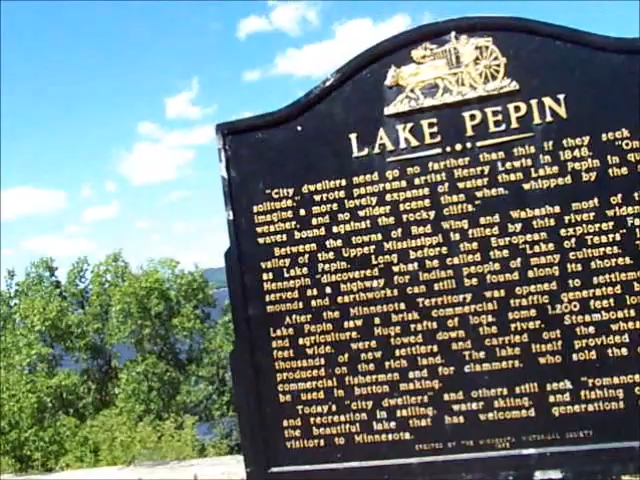 LAKE PEPIN
"City dwellers need go no farther than this if they seek
solitude," wrote panorama artist Henry Lewis in 1848. "One
imagine a more lovely expanse of water than Lake Pepin in
weather, and no wilder scene than when, whipped by the
waves bound against the rocky cliffs."
Between the towns of Red Wing and Wabasha most of
valley of the Upper Mississippi is filled by this river widen
as Lake Pepin. Long before the European explorer
Hennepin "discovered" what he called the "Lake of Tears"
served as a highway for Indian people of many cultures.
mounds and earthworks can still be found along its shores.
After the Minnesota Territory was opened to settlem
Lake Pepin saw a brisk commercial traffic generated
and agriculture. Huge rafts of logs some 1,200 feet lo
feet wide, were towed down the river. Steamboats
thousands of new settlers and carried out the whea
produced on the rich land. The lake itself provided
commercial fishermen and for clammers, who sold the
be used in button making.
Today's "city dwellers" and others still seek "romance
and recreation in sailing, water skiing, and fishing
the beautiful lake that has welcomed generations
visitors to Minnesota.
ERECTED BY THE MINNESOTA HISTORICAL SOCIETY